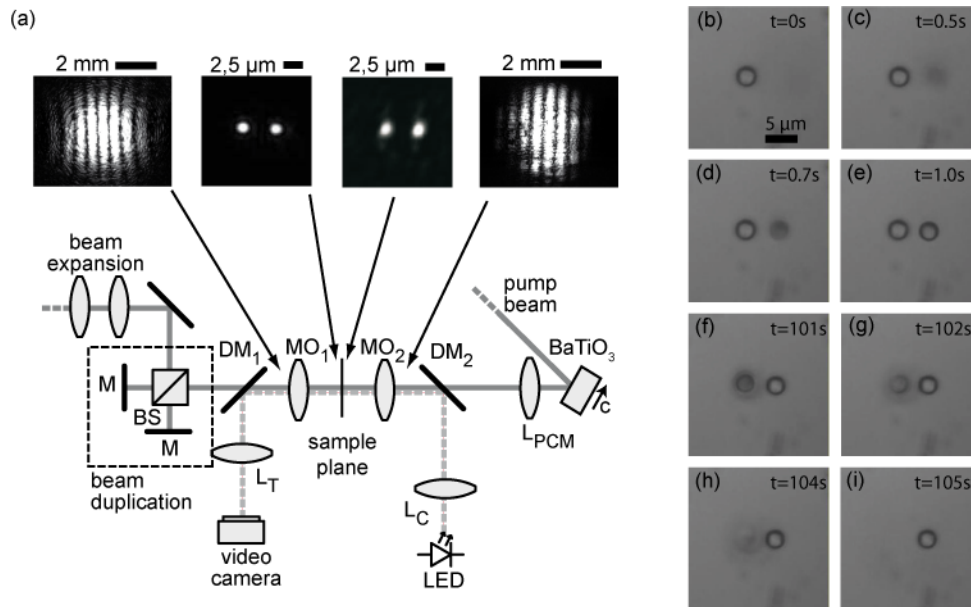 (a)
2 mm
2,5 µm
2,5 µm
2 mm
beam
expansion
pump
beam
DM1
MO1
MO2
DM2
BaTiO3
M
BS
M
c
LPCM
sample
plane
beam
duplication
LT
LC
video
camera
LED
(b) t=0s
5 µm
(c) t=0.5s
(d) t=0.7s
(e) t=1.0s
(f) t=101s
(g) t=102s
(h) t=104s
(i) t=105s